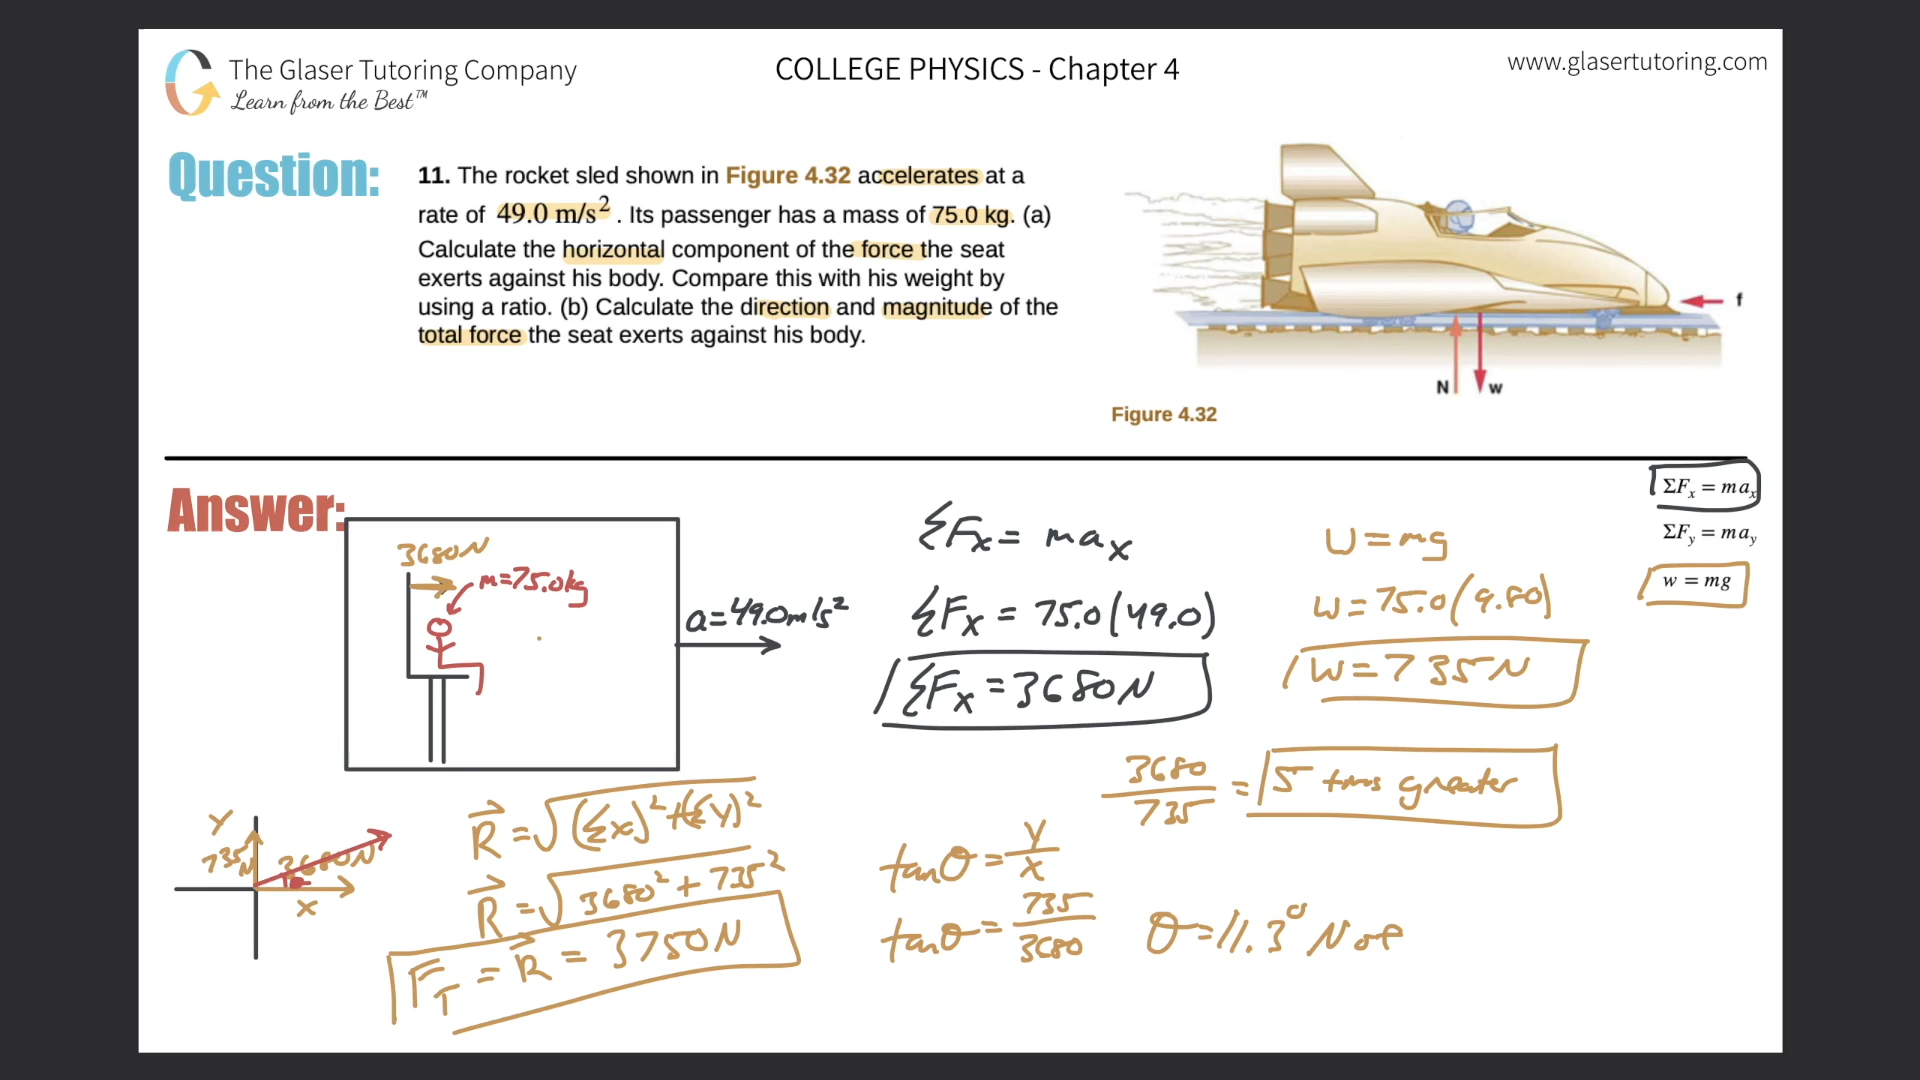 The Glaser Tutoring Company
Learn from the Best™
COLLEGE PHYSICS - Chapter 4
www.glasertutoring.com
Question:
11. The rocket sled shown in Figure 4.32 accelerates at a
rate of 49.0 m/s² . Its passenger has a mass of 75.0 kg. (a)
Calculate the horizontal component of the force the seat
exerts against his body. Compare this with his weight by
using a ratio. (b) Calculate the direction and magnitude of the
total force the seat exerts against his body.
f
N
w
Figure 4.32
Answer:
3680N
m=75.0kg
a=49.0m/s²
ΣFx = max
ΣFx = 75.0(49.0)
ΣFx = 3680N
W=mg
W=75.0(9.80)
W=735N
ΣFx = max
ΣFy = may
w = mg
3680/735 = 5 times greater
Y
735N
3680N
θ
X
R⃗ = √(Σx)²+(Σy)²
R⃗ = √3680²+735²
F_T = R⃗ = 3750N
tanθ = y/x
tanθ = 735/3680
θ=11.3° N of